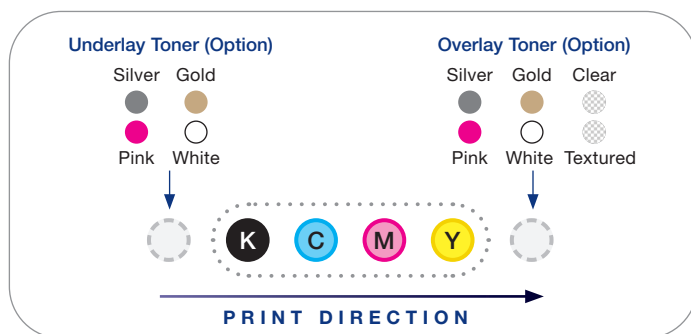 Underlay Toner (Option)
Silver Gold
Pink White
Overlay Toner (Option)
Silver Gold Clear
Pink White Textured
K C M Y
PRINT DIRECTION